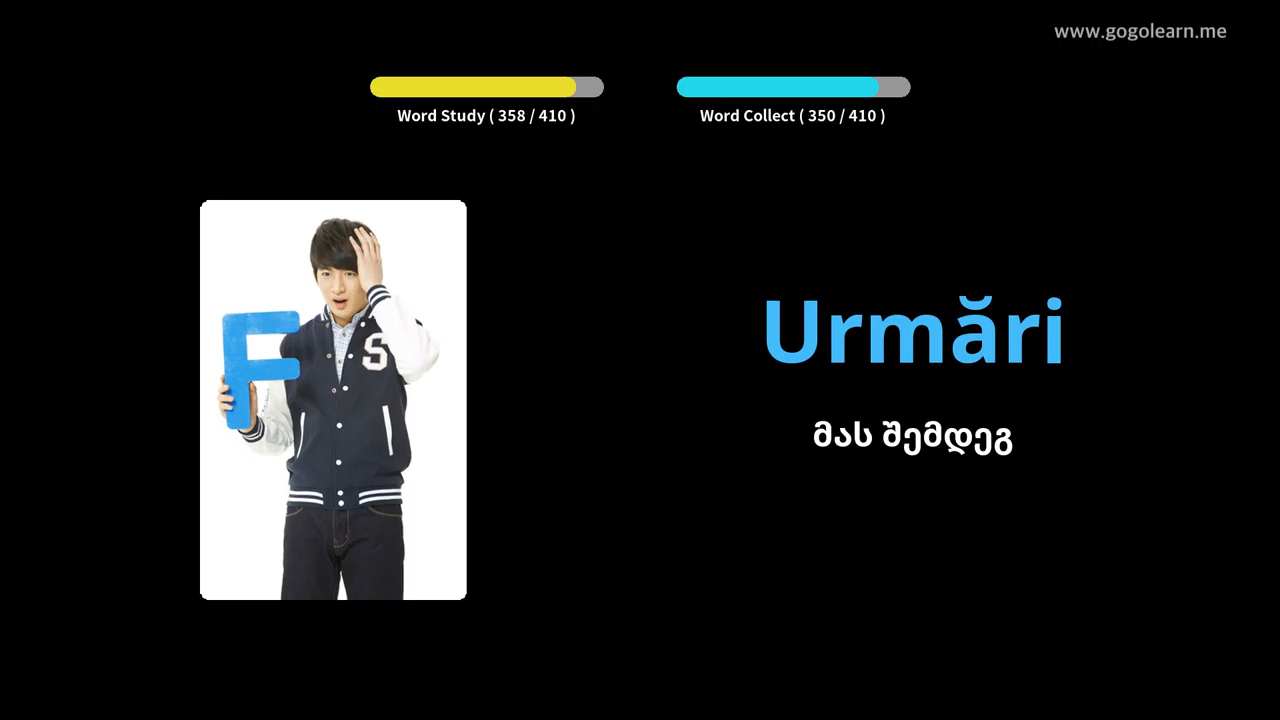 www.gogolearn.me
Word Study ( 358 / 410 )
Word Collect ( 350 / 410 )
F
S
Urmări
მას შემდეგ